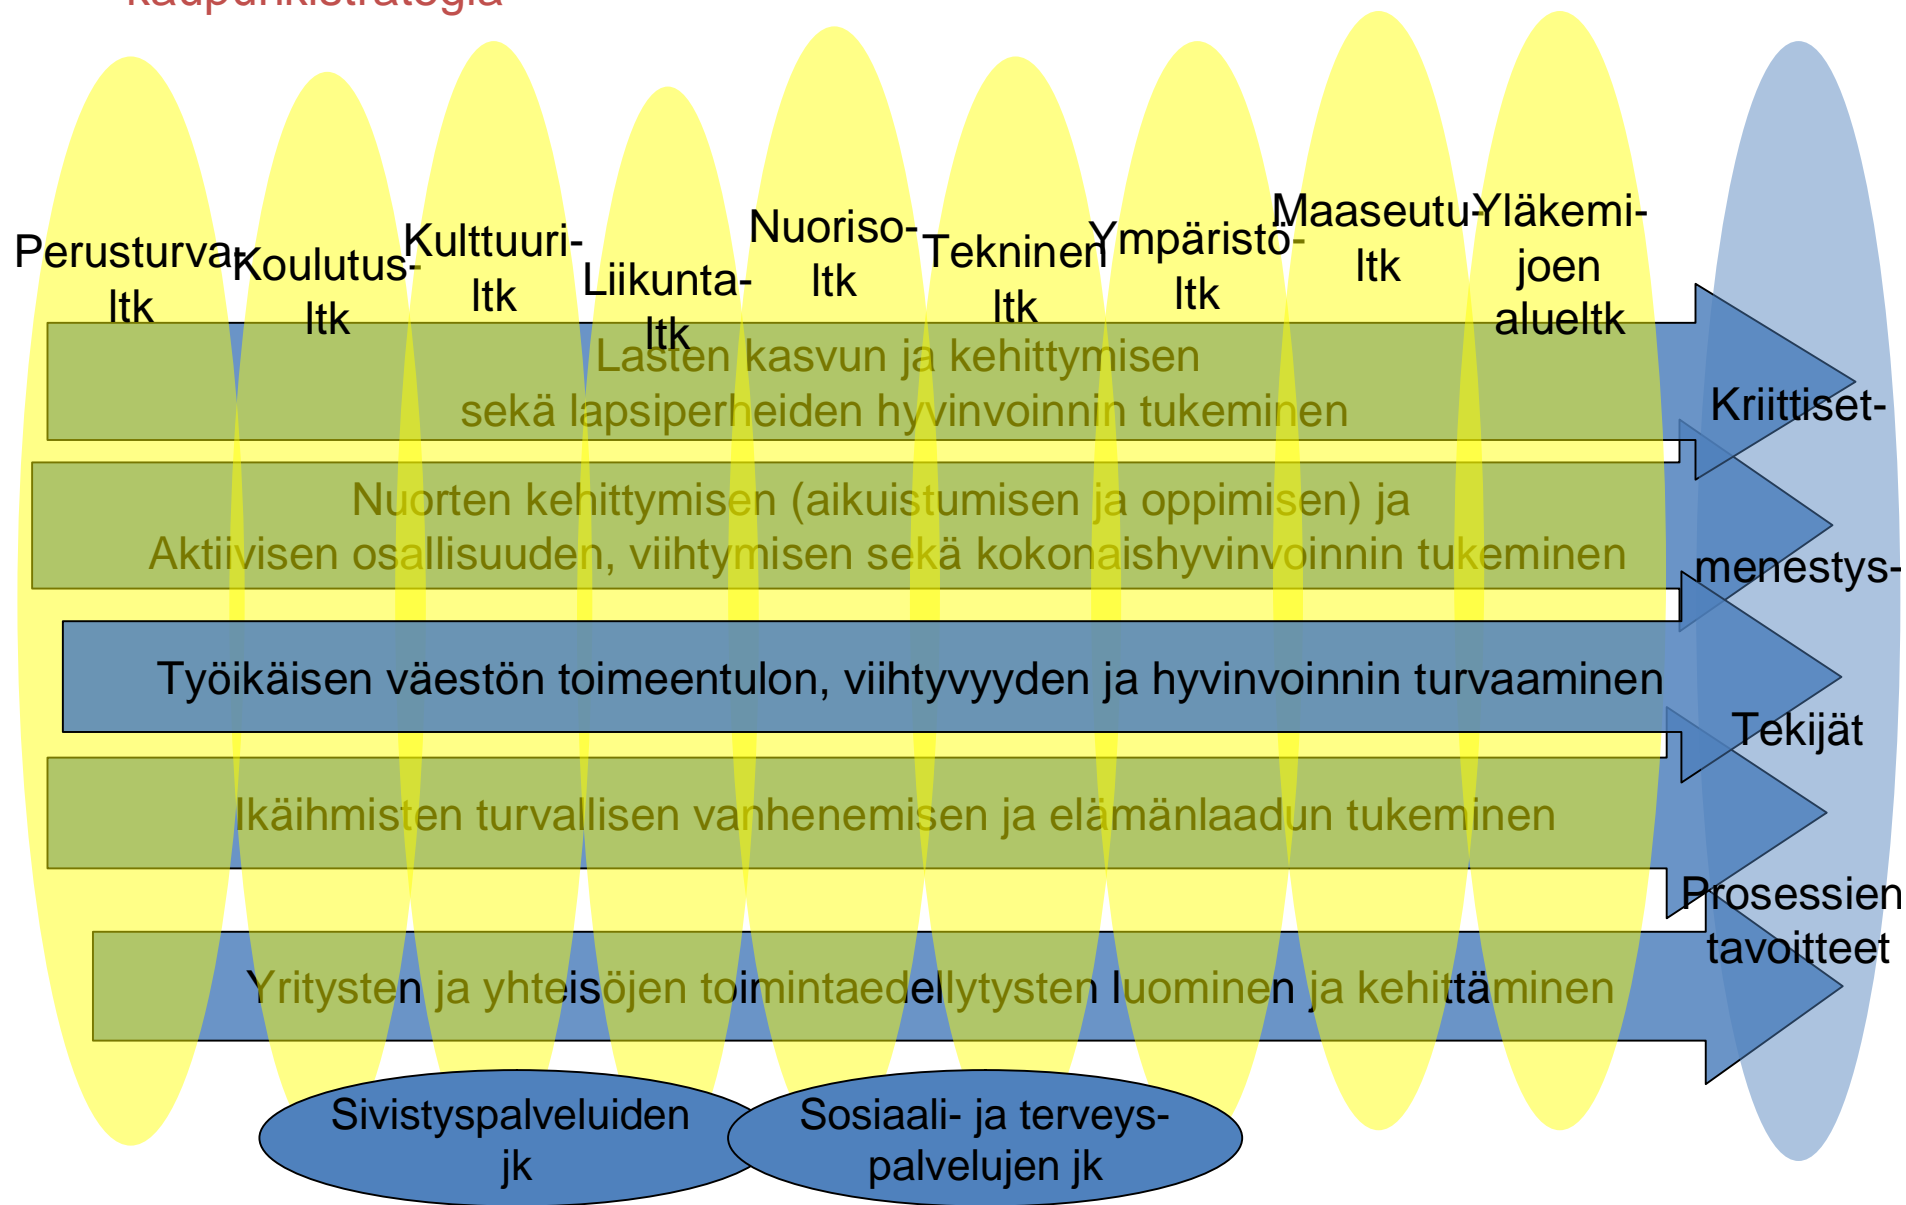 kaupunkistrategia
Perusturva-
ltk
Koulutus-
ltk
Kulttuuri-
ltk
Liikunta-
ltk
Nuoriso-
ltk
Tekninen
ltk
Ympäristö-
ltk
Maaseutu-
ltk
Yläkemi-
joen
alueltk
Lasten kasvun ja kehittymisen
sekä lapsiperheiden hyvinvoinnin tukeminen
Nuorten kehittymisen (aikuistumisen ja oppimisen) ja
Aktiivisen osallisuuden, viihtymisen sekä kokonaishyvinvoinnin tukeminen
Työikäisen väestön toimeentulon, viihtyvyyden ja hyvinvoinnin turvaaminen
Ikäihmisten turvallisen vanhenemisen ja elämänlaadun tukeminen
Yritysten ja yhteisöjen toimintaedellytysten luominen ja kehittäminen
Kriittiset-
menestys-
Tekijät
Prosessien
tavoitteet
Sivistyspalveluiden
jk
Sosiaali- ja terveys-
palvelujen jk